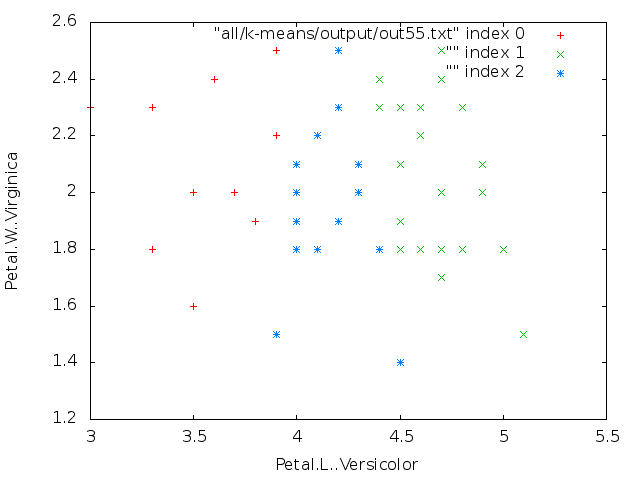 2.6
2.4
2.2
2
1.8
1.6
1.4
1.2
3
3.5
4
4.5
5
5.5
Petal.W..Virginica
Petal.L..Versicolor
"all/k-means/output/out55.txt" index 0
"" index 1
"" index 2